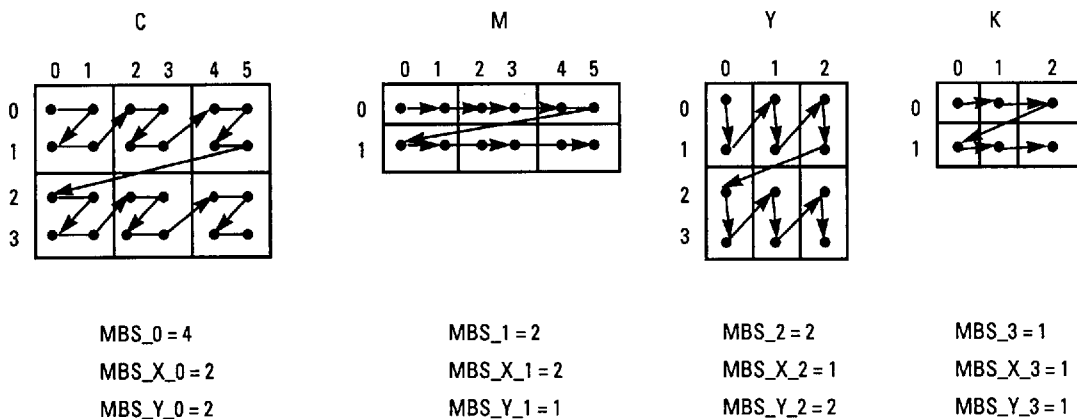 C M Y K
0 1 2 3 4 5 0 1 2 3 4 5 0 1 2 0 1 2
0 0 0 0
1 1 1 1
2 2
3 3
MBS_0 = 4 MBS_1 = 2 MBS_2 = 2 MBS_3 = 1
MBS_X_0 = 2 MBS_X_1 = 2 MBS_X_2 = 1 MBS_X_3 = 1
MBS_Y_0 = 2 MBS_Y_1 = 1 MBS_Y_2 = 2 MBS_Y_3 = 1